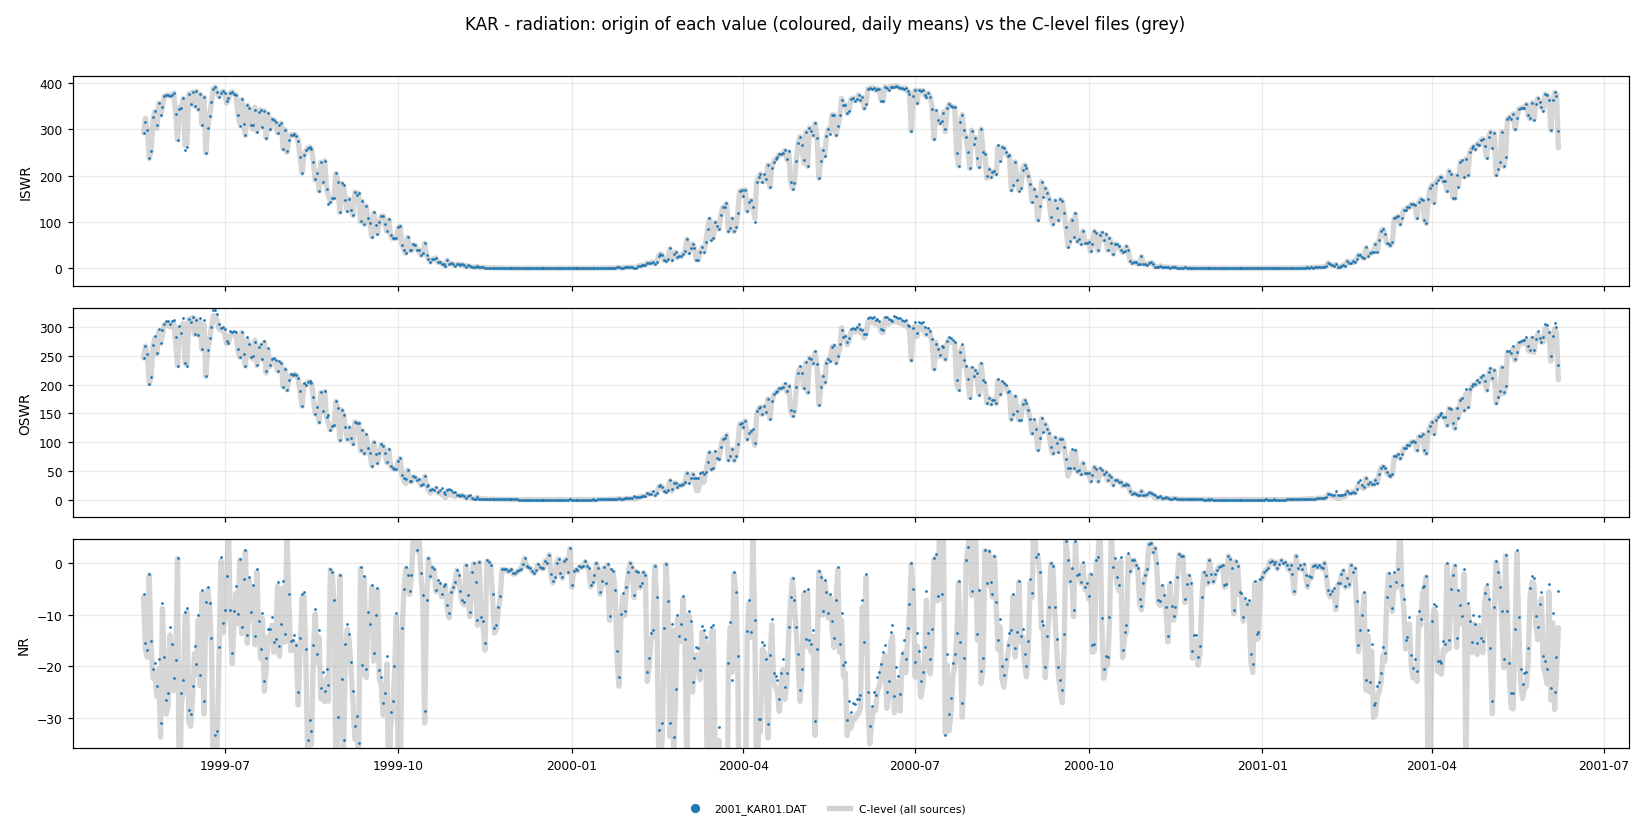 KAR - radiation: origin of each value (coloured, daily means) vs the C-level files (grey)
400
300
200
100
0
ISWR
300
250
200
150
100
50
0
OSWR
0
−10
−20
−30
NR
1999-07 1999-10 2000-01 2000-04 2000-07 2000-10 2001-01 2001-04 2001-07
2001_KAR01.DAT C-level (all sources)